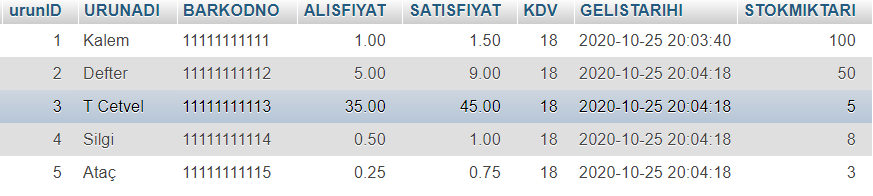 urunID URUNADI BARKODNO ALISFIYAT SATISFIYAT KDV GELISTARIHI STOKMIKTARI
1 Kalem 11111111111 1.00 1.50 18 2020-10-25 20:03:40 100
2 Defter 11111111112 5.00 9.00 18 2020-10-25 20:04:18 50
3 T Cetvel 11111111113 35.00 45.00 18 2020-10-25 20:04:18 5
4 Silgi 11111111114 0.50 1.00 18 2020-10-25 20:04:18 8
5 Ataç 11111111115 0.25 0.75 18 2020-10-25 20:04:18 3